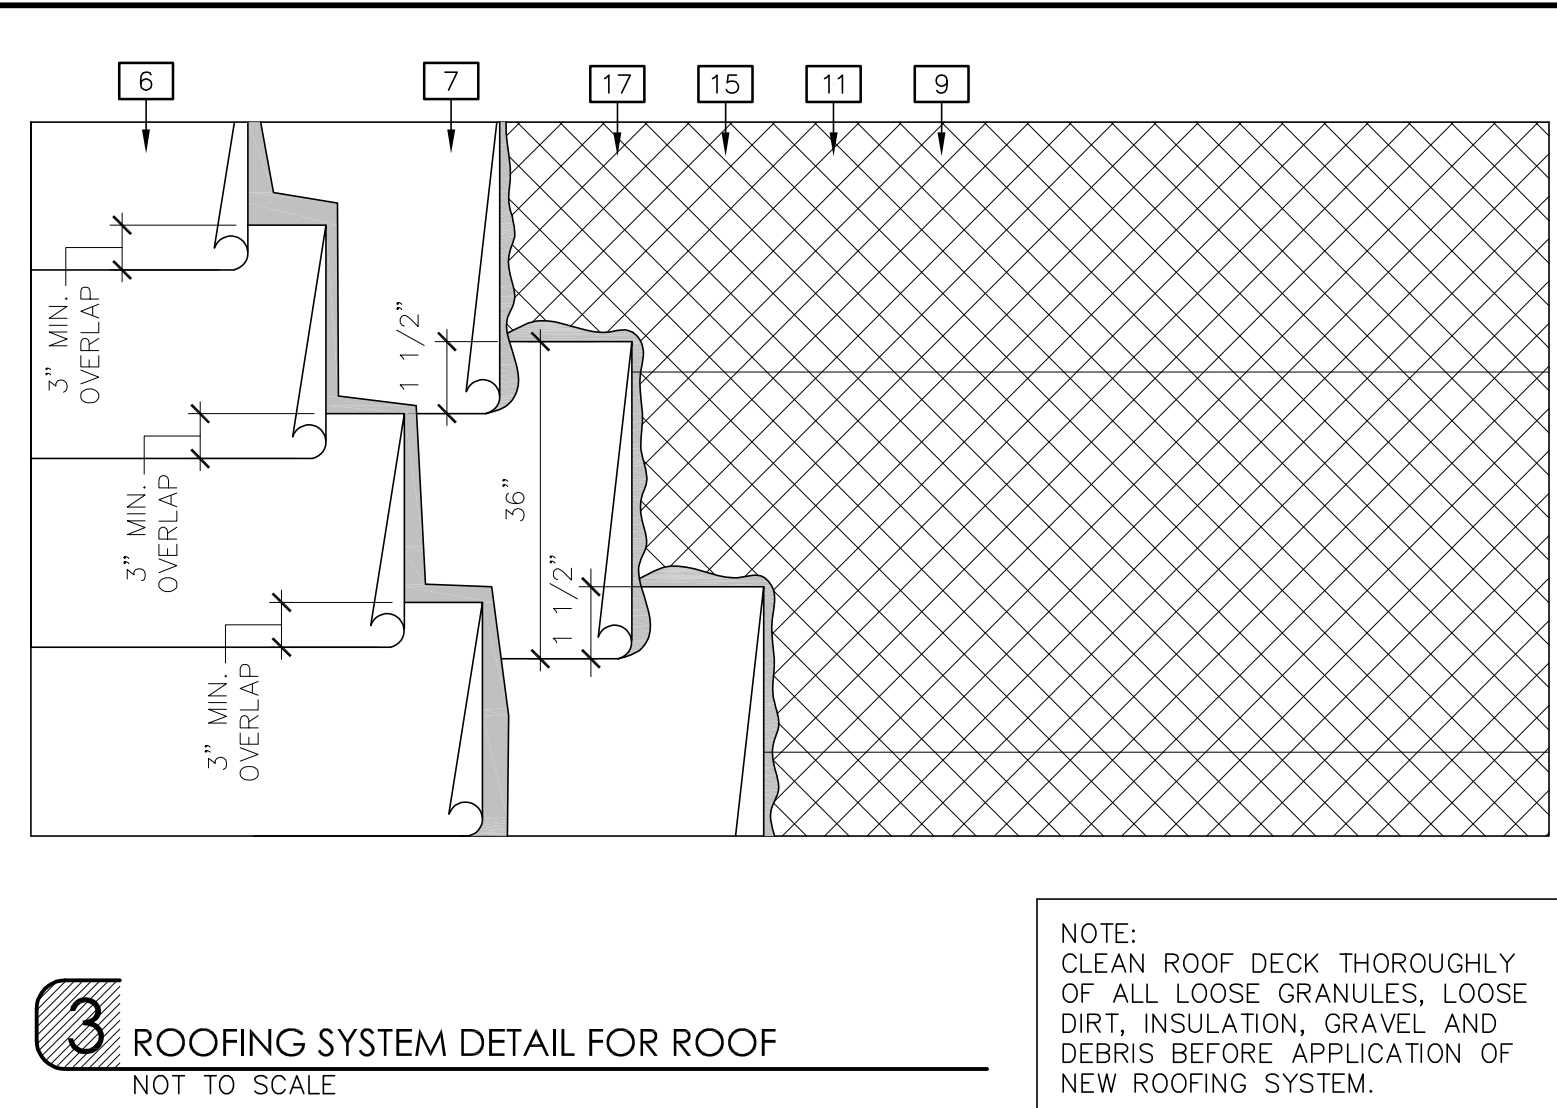 6
7
17
15
11
9
3" MIN.
OVERLAP
3" MIN.
OVERLAP
3" MIN.
OVERLAP
1 1/2"
36"
1 1/2"
3
ROOFING SYSTEM DETAIL FOR ROOF
NOT TO SCALE
NOTE:
CLEAN ROOF DECK THOROUGHLY
OF ALL LOOSE GRANULES, LOOSE
DIRT, INSULATION, GRAVEL AND
DEBRIS BEFORE APPLICATION OF
NEW ROOFING SYSTEM.